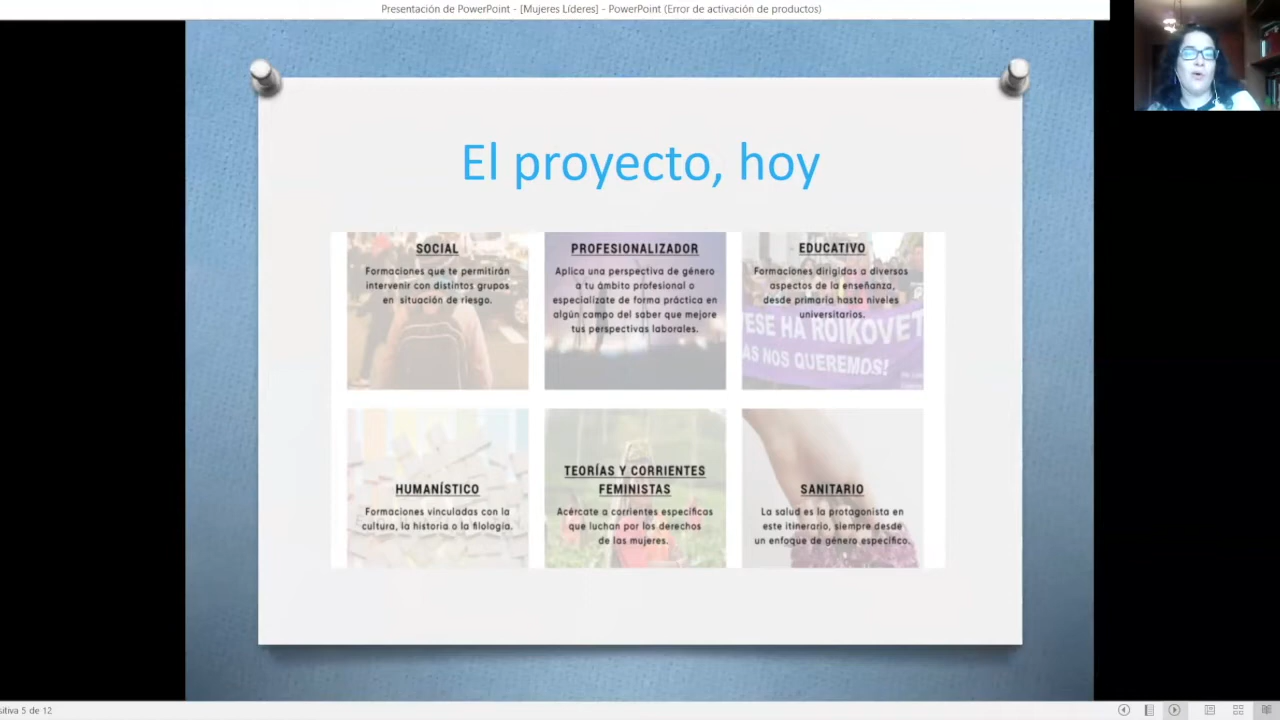 Presentación de PowerPoint - [Mujeres Líderes] - PowerPoint (Error de activación de productos)
El proyecto, hoy
SOCIAL
Formaciones que te permitirán
intervenir con distintos grupos
en situación de riesgo.
PROFESIONALIZADOR
Aplica una perspectiva de género
a tu ámbito profesional o
especialízate de forma práctica en
algún campo del saber que mejore
tus perspectivas laborales.
EDUCATIVO
Formaciones dirigidas a diversos
aspectos de la enseñanza,
desde primaria hasta niveles
universitarios.
ESE HA ROIKOVET
AS NOS QUEREMOS!
HUMANÍSTICO
Formaciones vinculadas con la
cultura, la historia o la filología.
TEORÍAS Y CORRIENTES
FEMINISTAS
Acércate a corrientes específicas
que luchan por los derechos
de las mujeres.
SANITARIO
La salud es la protagonista en
este itinerario, siempre desde
un enfoque de género específico.
sitiva 5 de 12